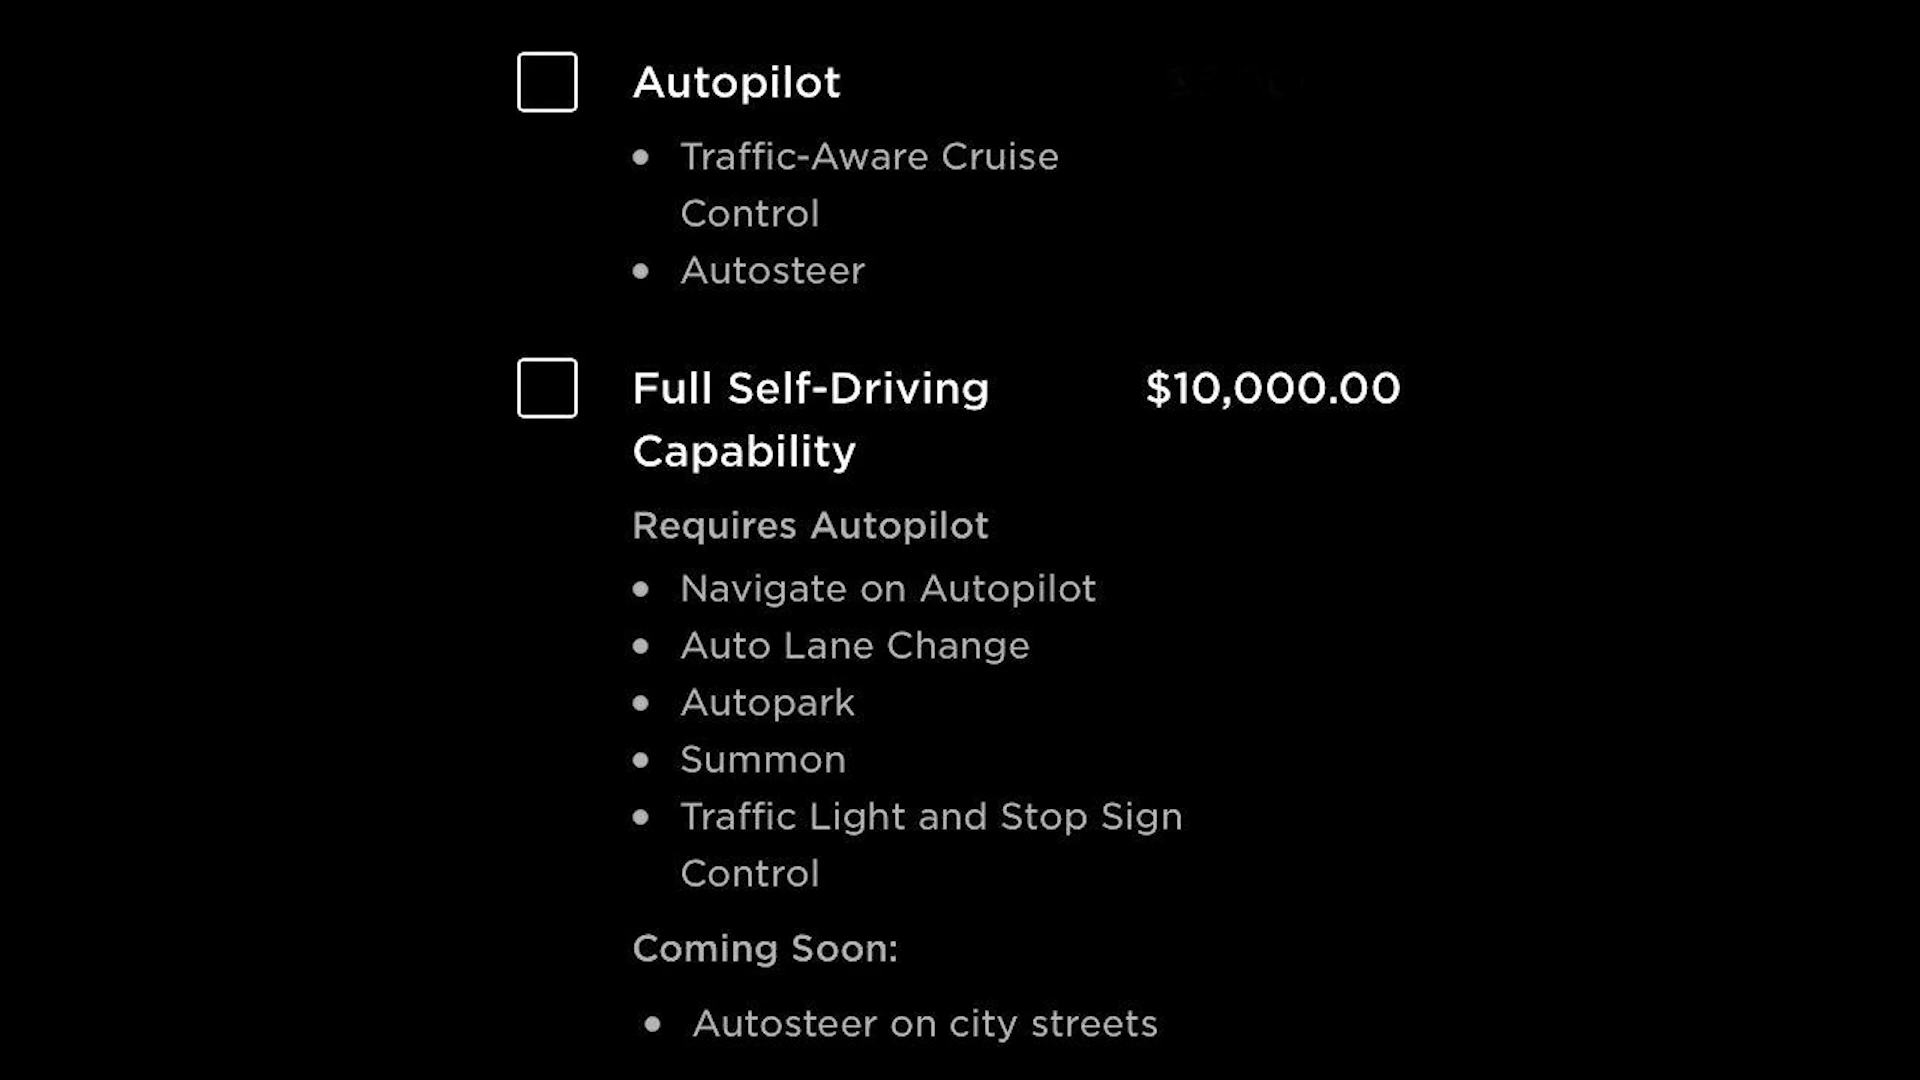 Autopilot
Traffic-Aware Cruise
Control
Autosteer
Full Self-Driving $10,000.00
Capability
Requires Autopilot
Navigate on Autopilot
Auto Lane Change
Autopark
Summon
Traffic Light and Stop Sign
Control
Coming Soon:
Autosteer on city streets